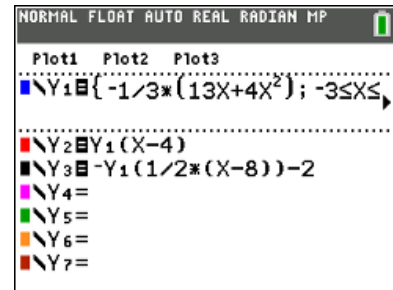 NORMAL FLOAT AUTO REAL RADIAN MP
Plot1 Plot2 Plot3
\Y₁={-1/3*(13X+4X²); -3≤X≤
\Y₂=Y₁(X-4)
\Y₃=-Y₁(1/2*(X-8))-2
\Y₄=
\Y₅=
\Y₆=
\Y₇=